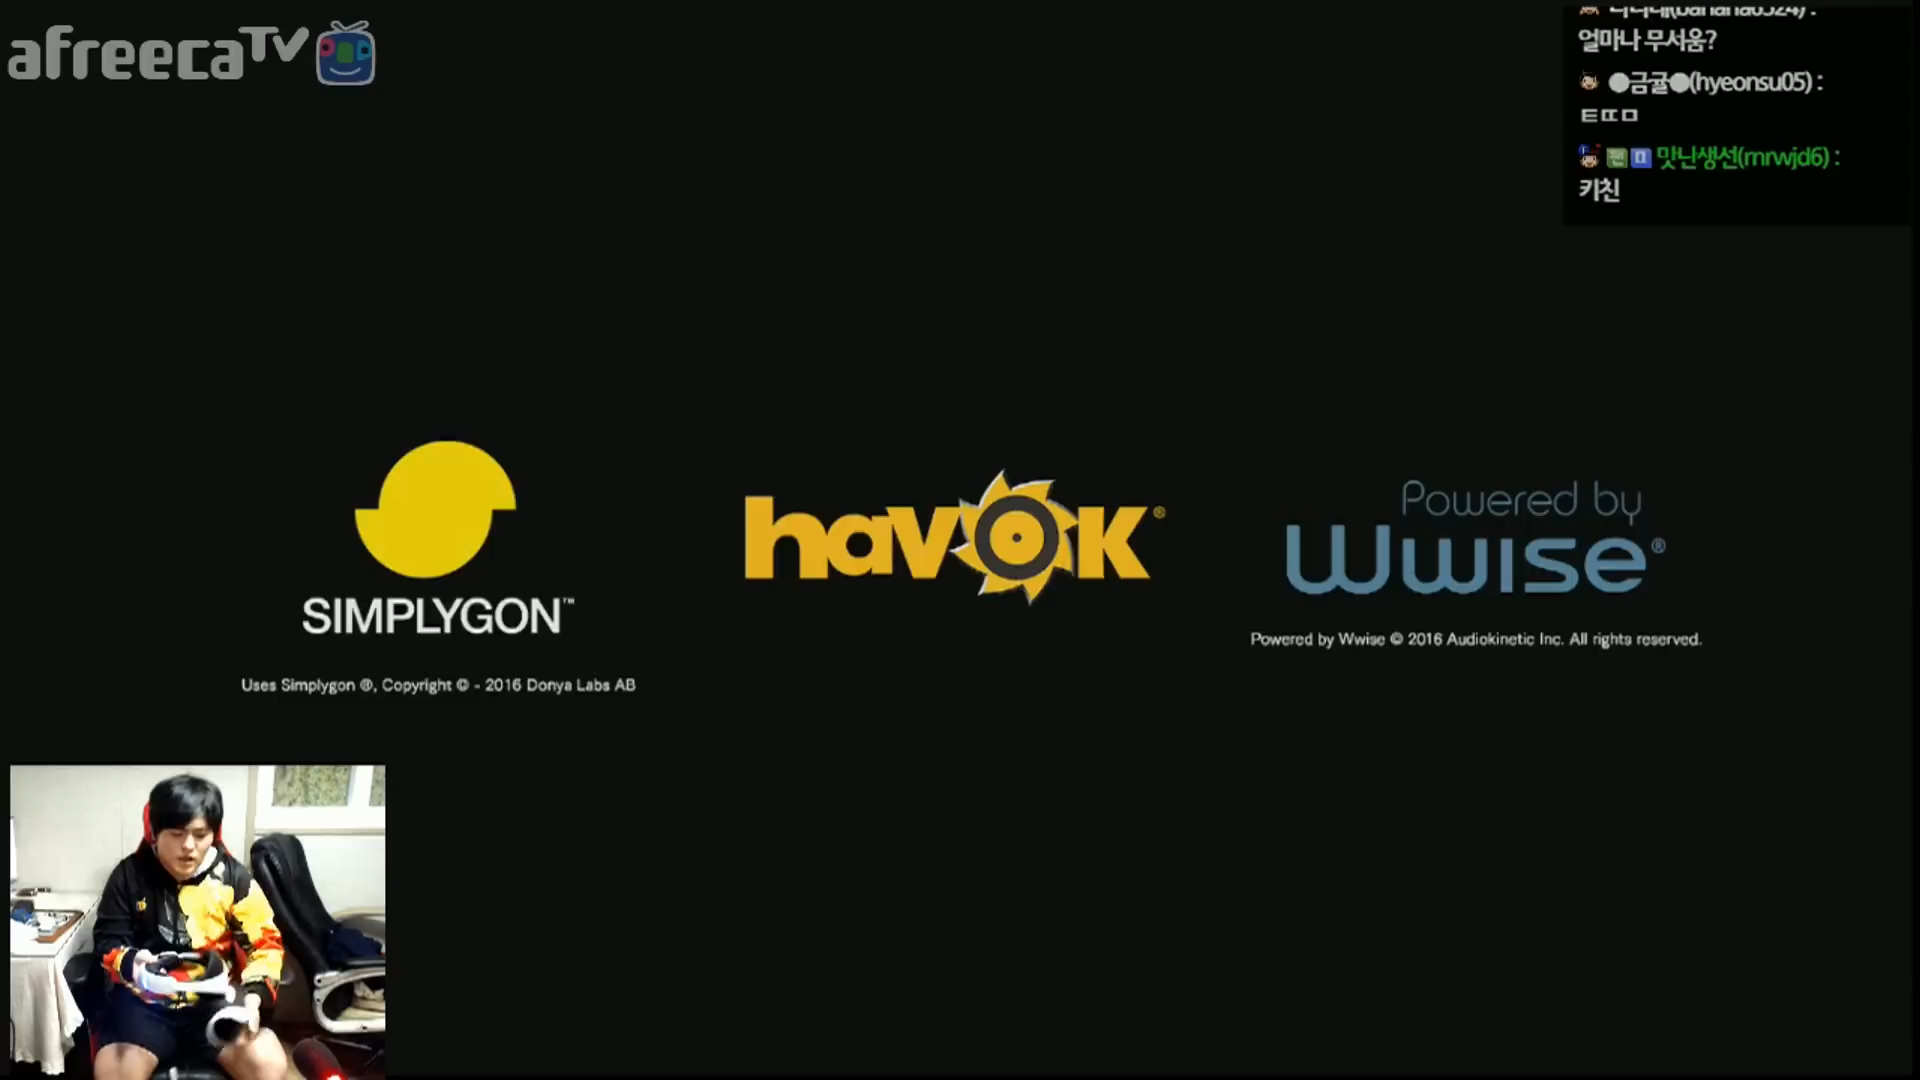 afreecaTV
얼마나 무서움?
●금귤●(hyeonsu05) :
ㅌㄸㅁ
팬 맛닌생선(mrwjd6) :
키친
SIMPLYGON™
Uses Simplygon ®, Copyright © - 2016 Donya Labs AB
havok®
Powered by
Wwise®
Powered by Wwise © 2016 Audiokinetic Inc. All rights reserved.